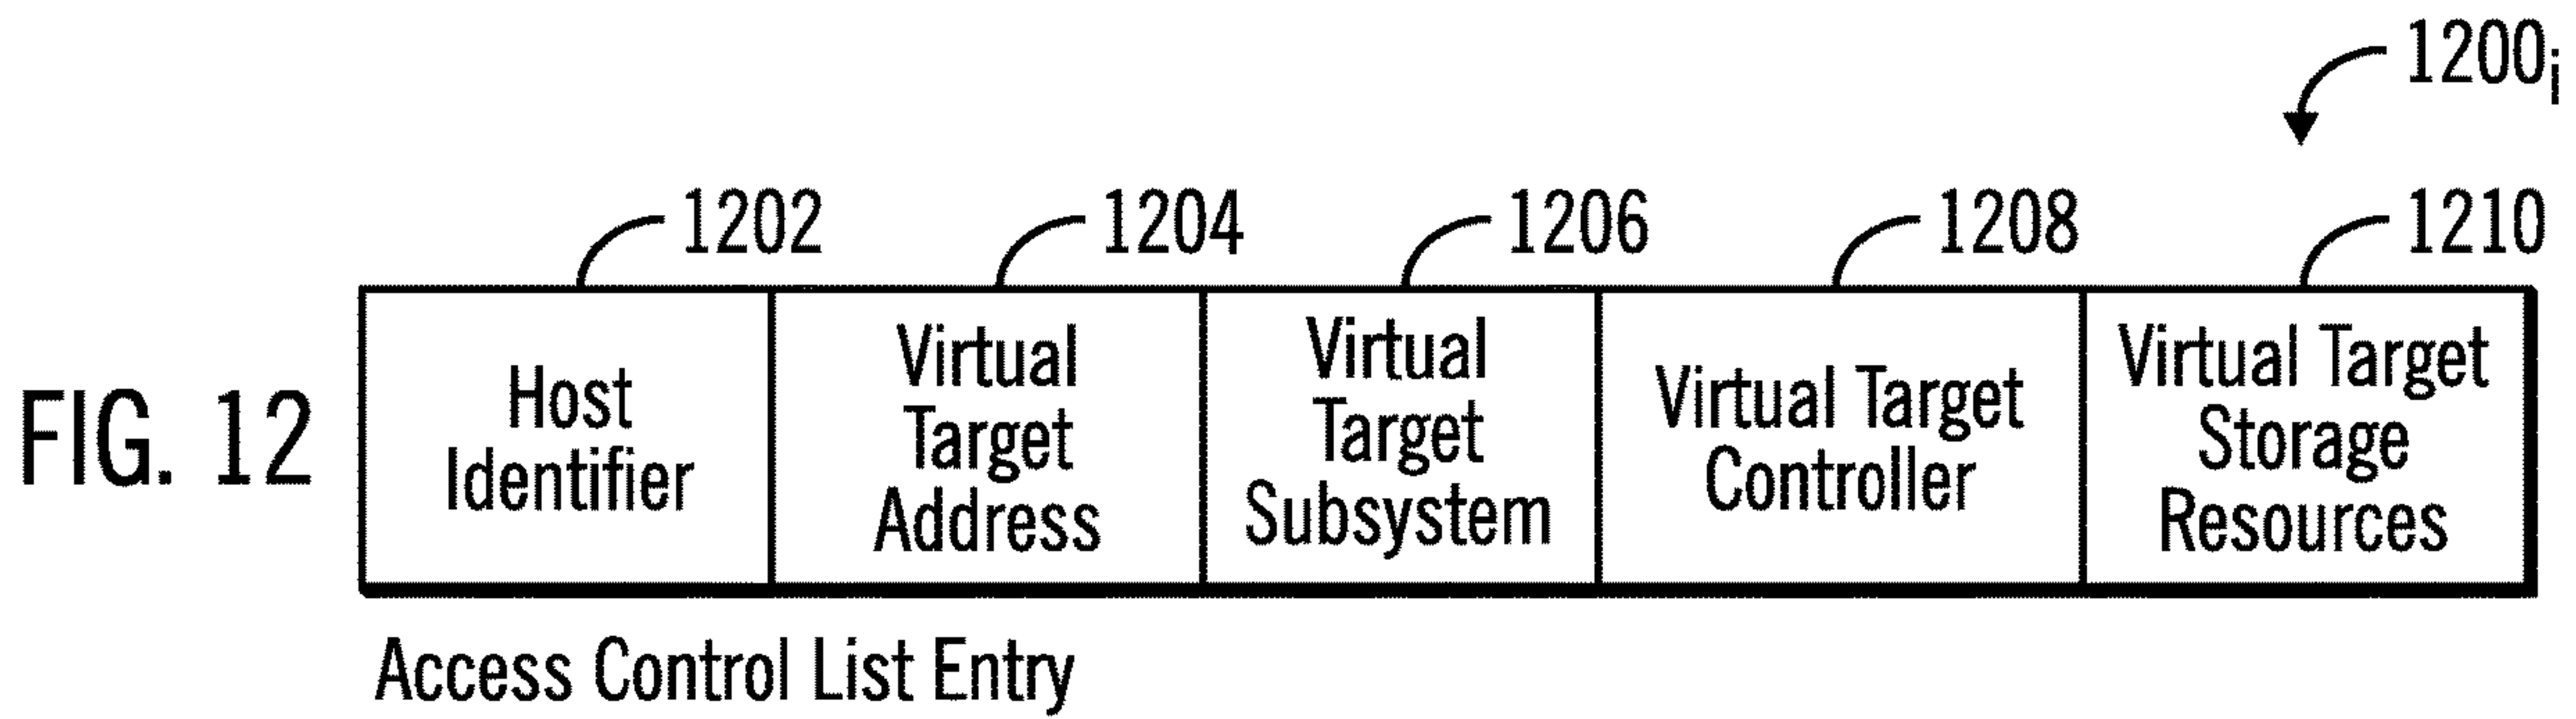 1200i
1202
1204
1206
1208
1210
FIG. 12
Host
Identifier
Virtual
Target
Address
Virtual
Target
Subsystem
Virtual Target
Controller
Virtual Target
Storage
Resources
Access Control List Entry